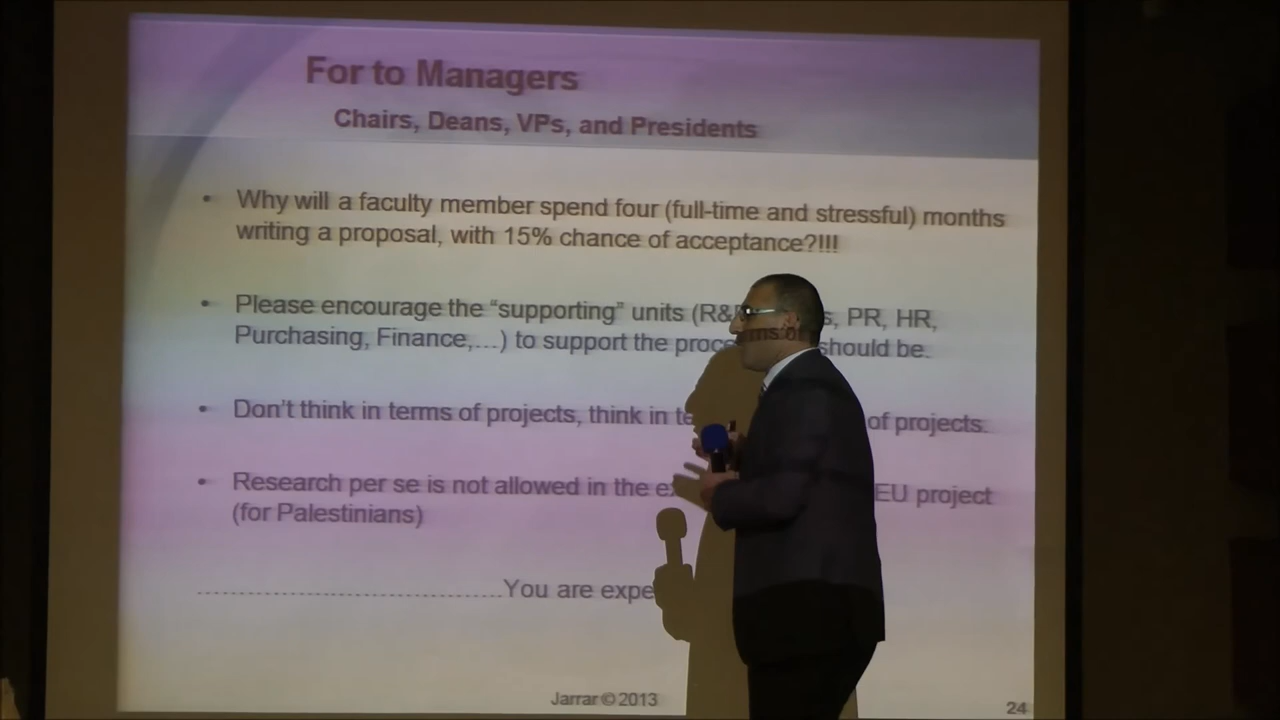 For to Managers
Chairs, Deans, VPs, and Presidents
• Why will a faculty member spend four (full-time and stressful) months
writing a proposal, with 15% chance of acceptance?!!!
• Please encourage the “supporting” units (R& PR, HR,
Purchasing, Finance,…) to support the should be.
• Don’t think in terms of projects, think in of projects.
• Research per se is not allowed in the EU project
(for Palestinians)
……………………………You are
Jarrar © 2013
24